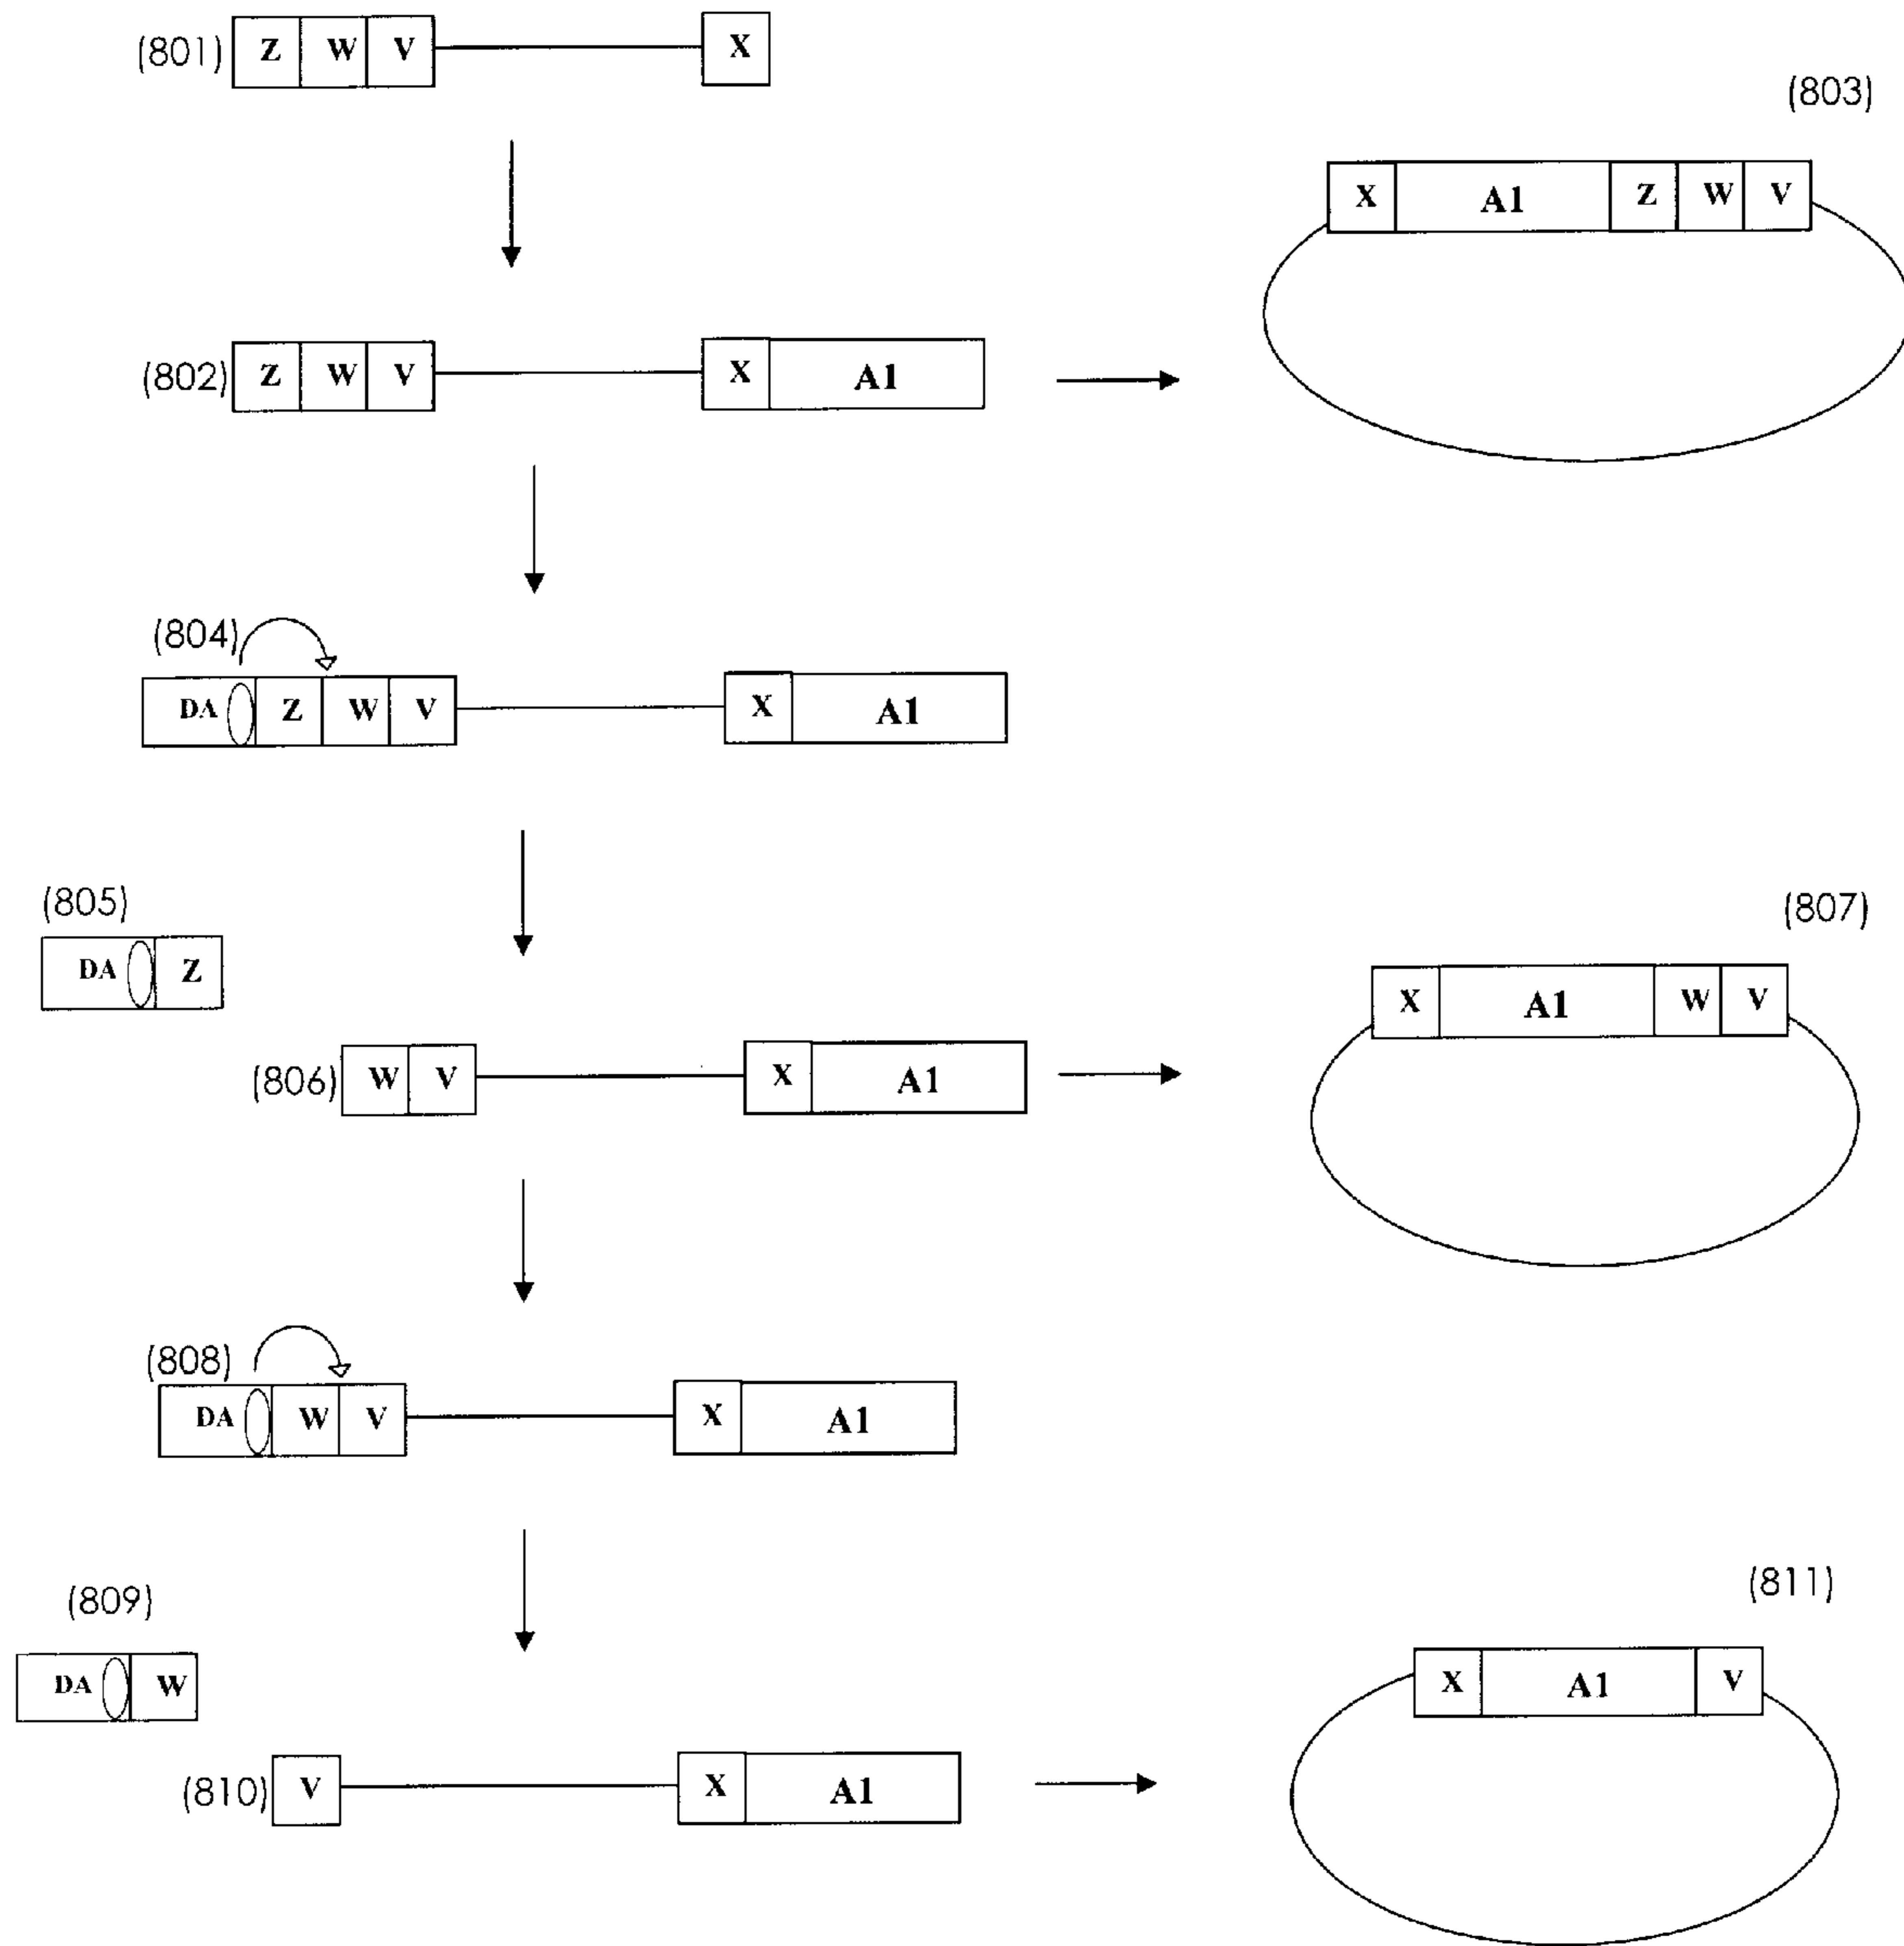 (801) Z W V X
(803)
X A1 Z W V
(802) Z W V X A1
(804)
DA Z W V X A1
(805)
DA Z
(807)
X A1 W V
(806) W V X A1
(808)
DA W V X A1
(809)
DA W
(811)
X A1 V
(810) V X A1